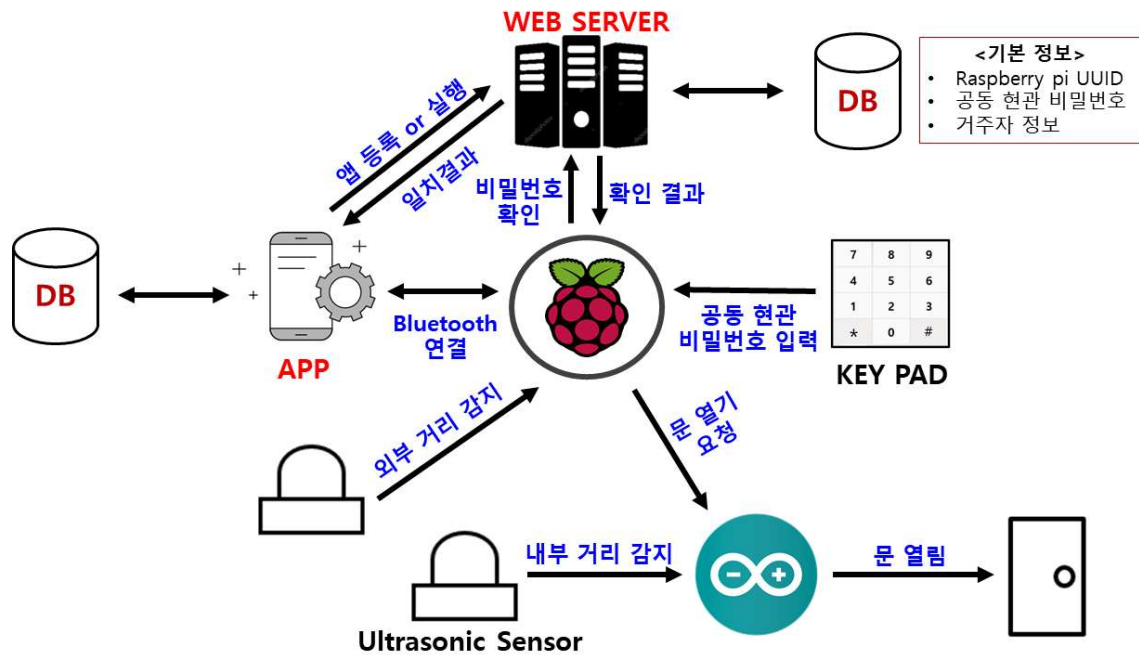 WEB SERVER
DB
<기본 정보>
• Raspberry pi UUID
• 공동 현관 비밀번호
• 거주자 정보
앱 등록 or 실행
일치결과
비밀번호
확인
확인 결과
DB
APP
Bluetooth
연결
공동 현관
비밀번호 입력
7 8 9
4 5 6
1 2 3
* 0 #
KEY PAD
외부 거리 감지
문 열기
요청
내부 거리 감지
문 열림
Ultrasonic Sensor